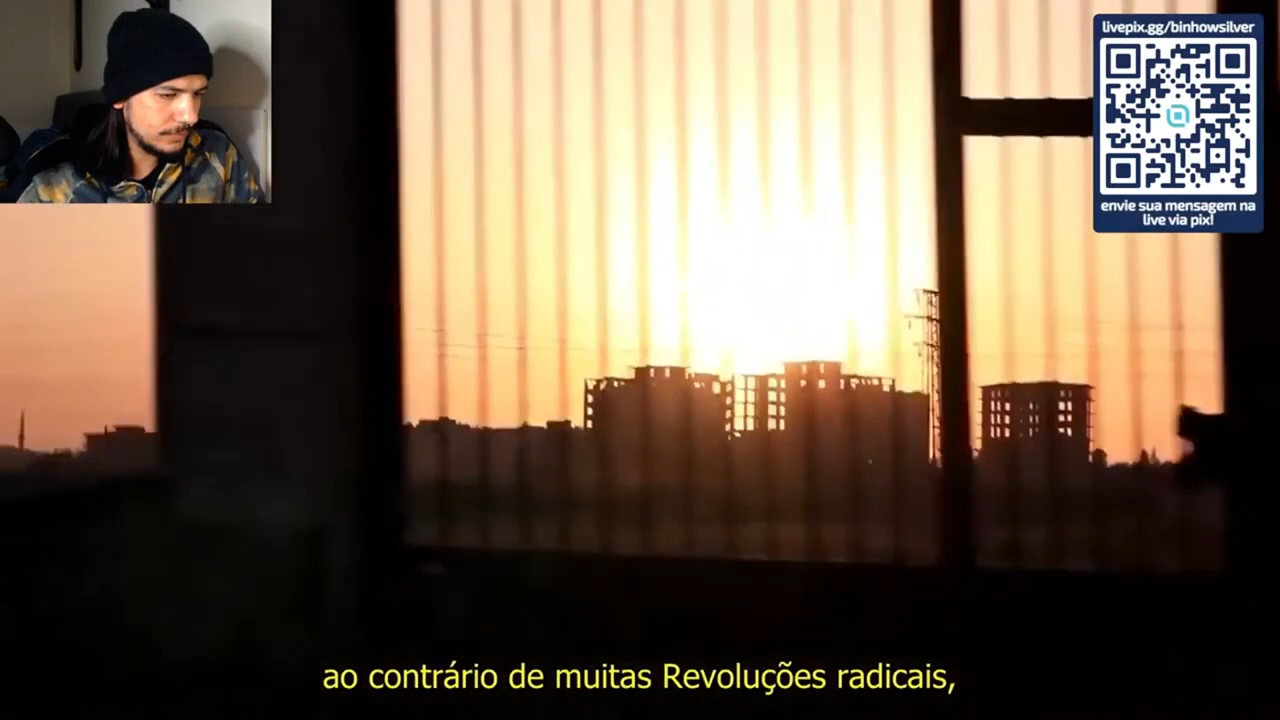 livepix.gg/binhowsilver
envie sua mensagem na
live via pix!
ao contrário de muitas Revoluções radicais,